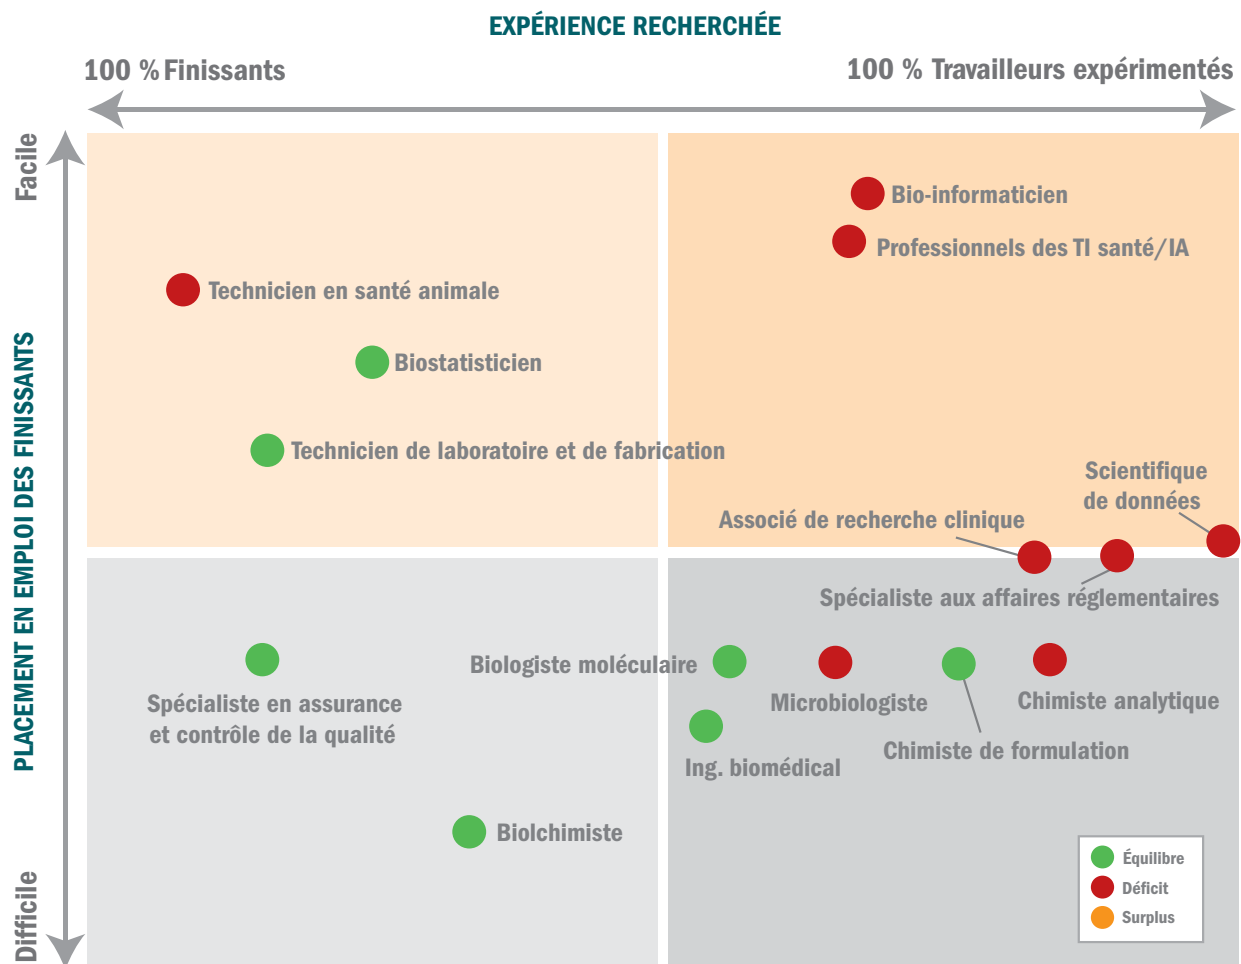 EXPÉRIENCE RECHERCHÉE
100 % Finissants
100 % Travailleurs expérimentés
Facile
PLACEMENT EN EMPLOI DES FINISSANTS
Difficile
Bio-informaticien
Professionnels des TI santé/IA
Technicien en santé animale
Biostatisticien
Technicien de laboratoire et de fabrication
Scientifique
de données
Associé de recherche clinique
Spécialiste aux affaires réglementaires
Biologiste moléculaire
Microbiologiste
Chimiste analytique
Spécialiste en assurance
et contrôle de la qualité
Chimiste de formulation
Ing. biomédical
Biolchimiste
Équilibre
Déficit
Surplus